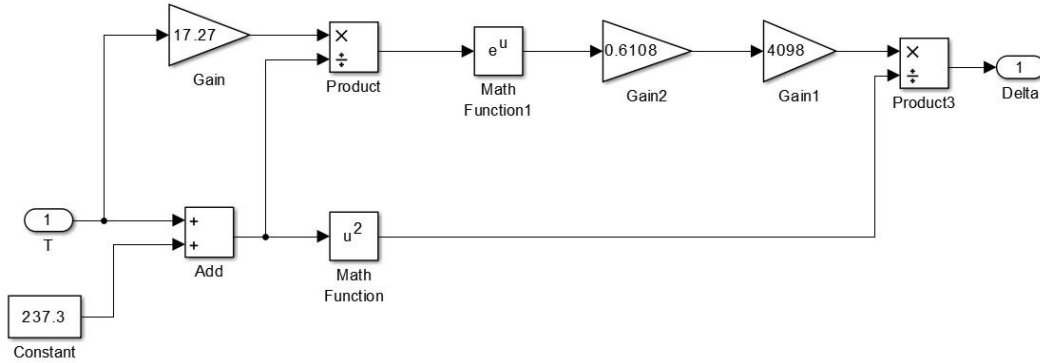 17.27
×
÷
Gain
Product
e^u
Math
Function1
0.6108
Gain2
4098
Gain1
×
÷
Product3
1
Delta
1
T
+
+
Add
u^2
Math
Function
237.3
Constant